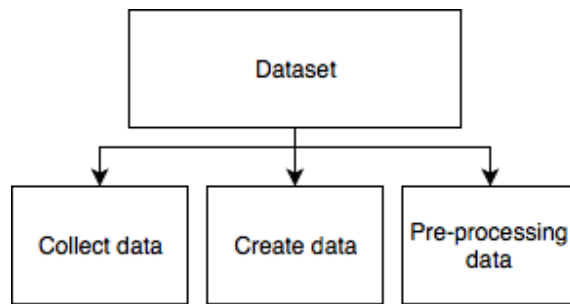 Dataset
Collect data
Create data
Pre-processing
data